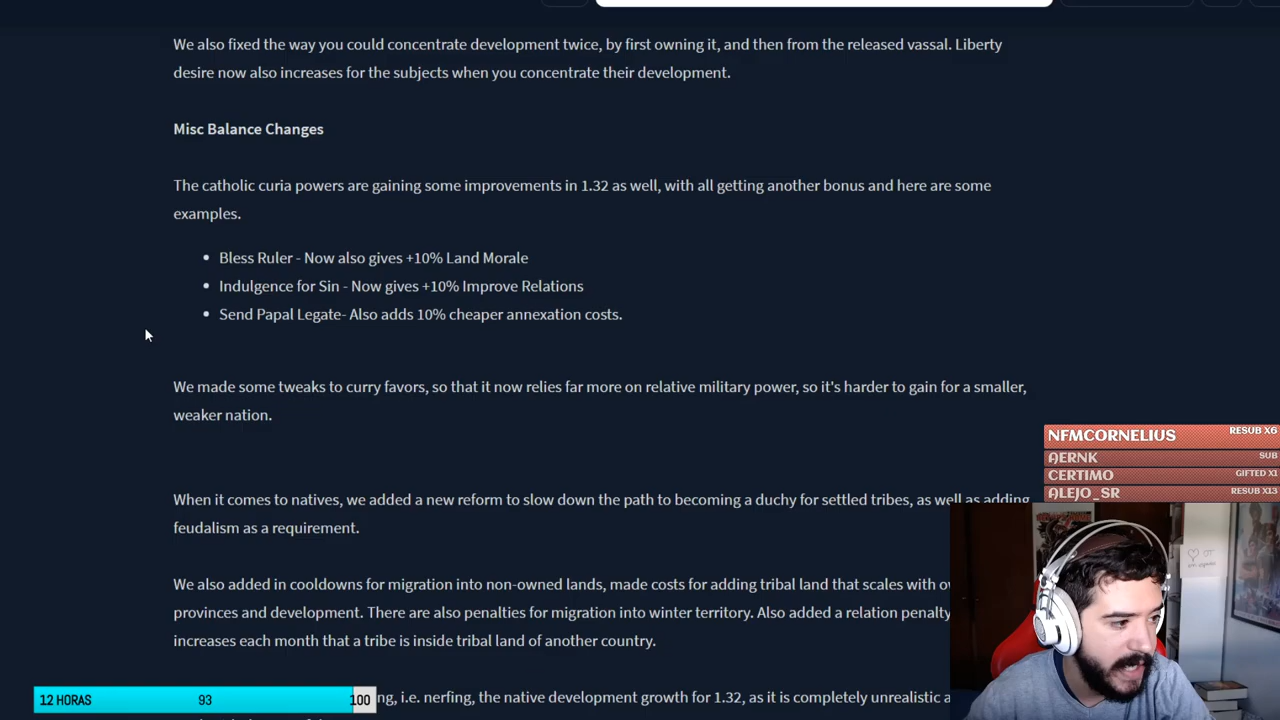 We also fixed the way you could concentrate development twice, by first owning it, and then from the released vassal. Liberty
desire now also increases for the subjects when you concentrate their development.
Misc Balance Changes
The catholic curia powers are gaining some improvements in 1.32 as well, with all getting another bonus and here are some
examples.
Bless Ruler - Now also gives +10% Land Morale
Indulgence for Sin - Now gives +10% Improve Relations
Send Papal Legate- Also adds 10% cheaper annexation costs.
We made some tweaks to curry favors, so that it now relies far more on relative military power, so it's harder to gain for a smaller,
weaker nation.
NFMCORNELIUS RESUB X6
AERNK SUB
CERTIMO GIFTED X1
ALEJO_SR RESUB X13
When it comes to natives, we added a new reform to slow down the path to becoming a duchy for settled tribes, as well as adding
feudalism as a requirement.
We also added in cooldowns for migration into non-owned lands, made costs for adding tribal land that scales with
provinces and development. There are also penalties for migration into winter territory. Also added a relation penalty
increases each month that a tribe is inside tribal land of another country.
12 HORAS 93 100
i.e. nerfing, the native development growth for 1.32, as it is completely unrealistic